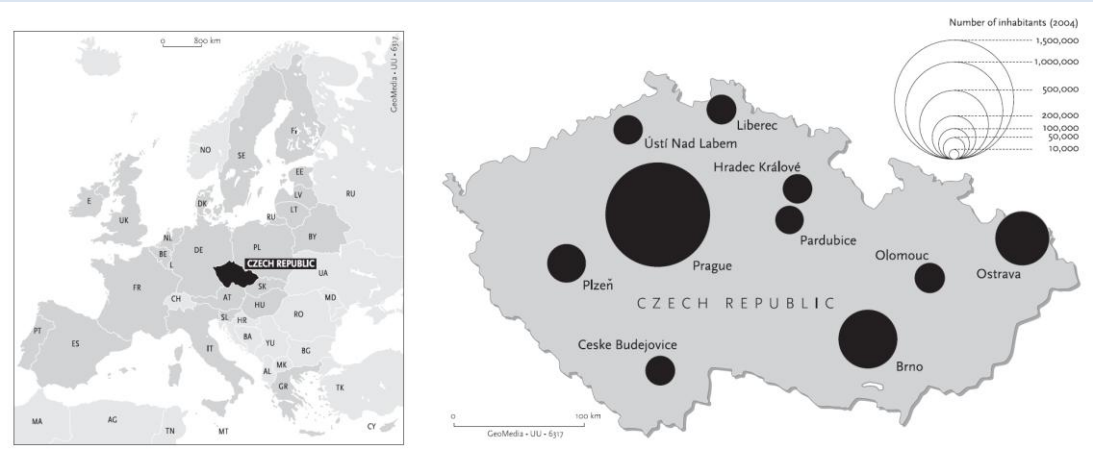 0 800 km
GeoMedia • UU • 6317
NO
SE
FI
EE
LV
LT
RU
RU
DK
E
UK
NL
BE
L
DE
PL
BY
CZECH REPUBLIC
UA
SK
FR
CH
AT
HU
MD
RO
SL
HR
BA
YU
BG
IT
MK
AL
GR
TK
PT
ES
MA
AG
TN
MT
CY
Number of inhabitants (2004)
1,500,000
1,000,000
500,000
200,000
100,000
50,000
10,000
Liberec
Ústí Nad Labem
Hradec Králové
Pardubice
Prague
Plzeň
Olomouc
Ostrava
CZECH REPUBLIC
Ceske Budejovice
Brno
0 100 km
GeoMedia • UU • 6317